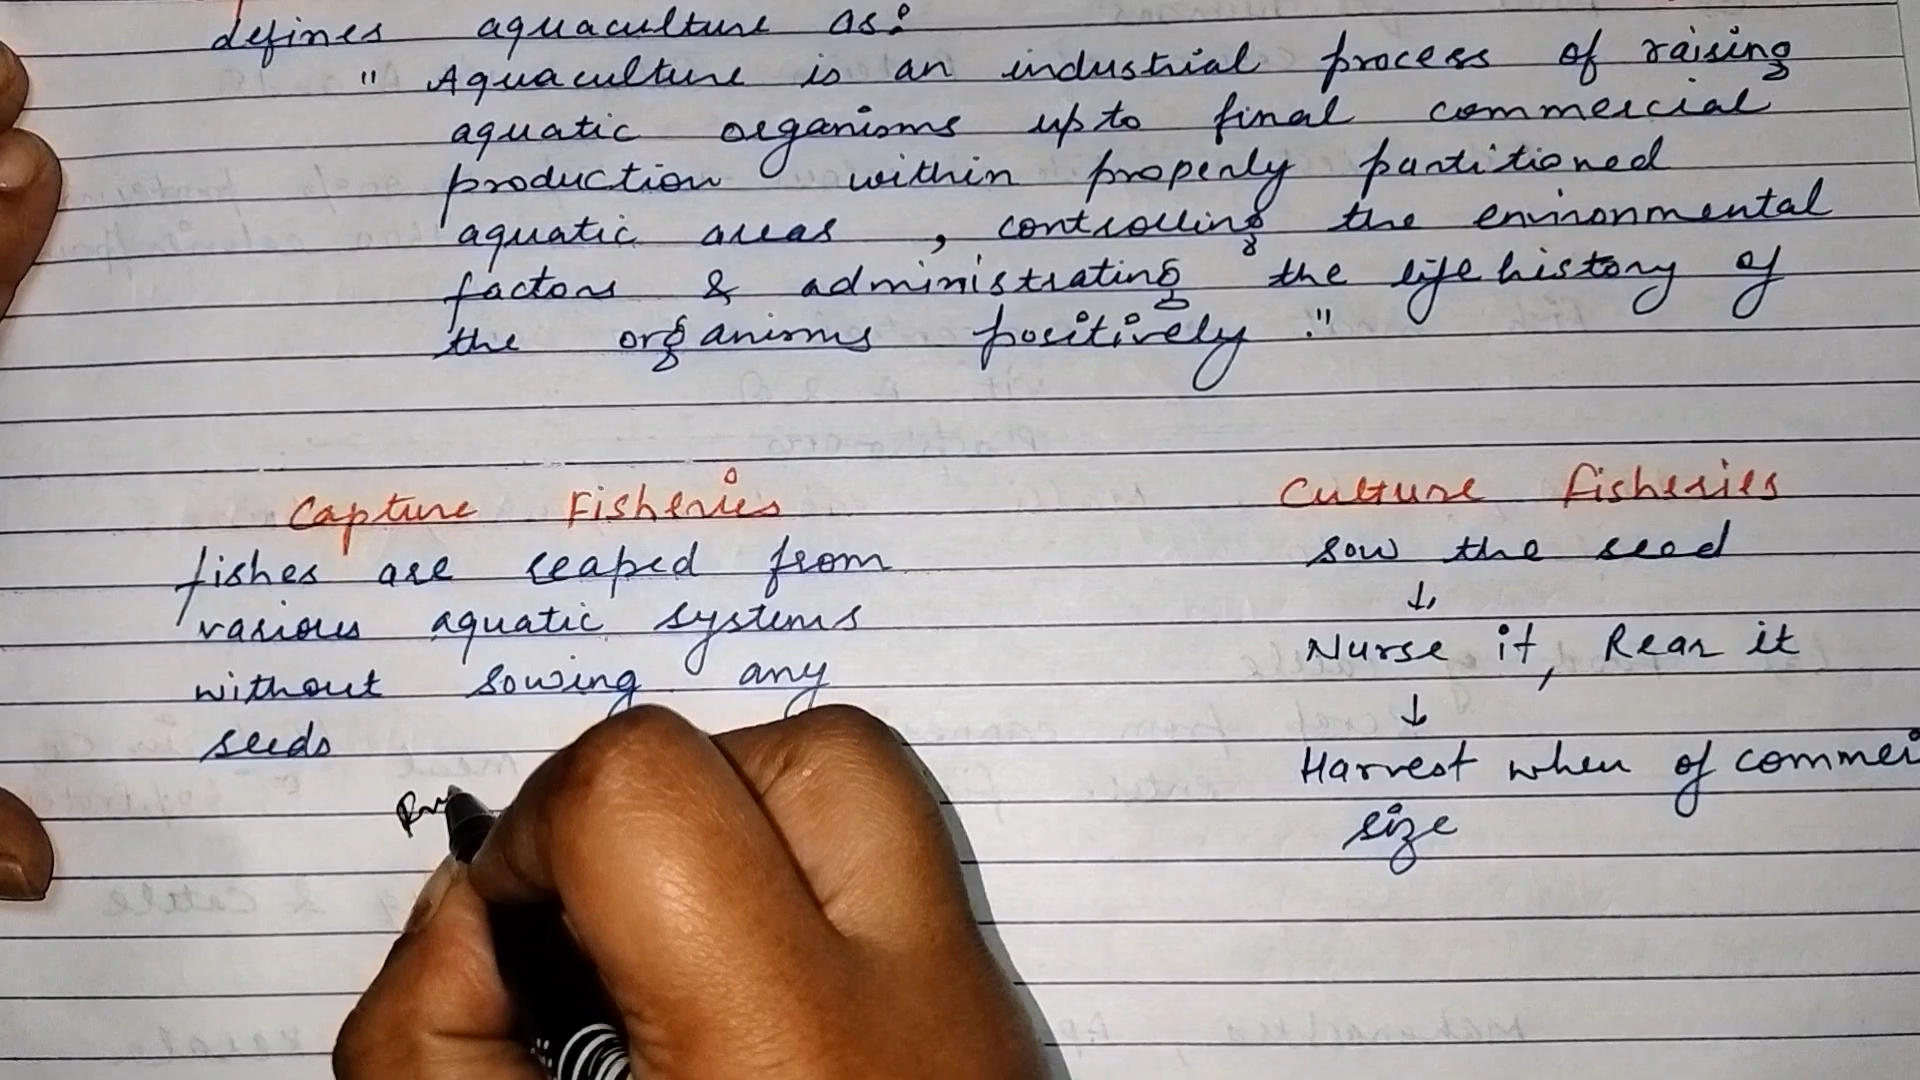 defines aquaculture as:
" Aquaculture is an industrial process of raising
aquatic organisms upto final commercial
production within properly partitioned
aquatic areas , controlling the environmental
factors & administrating the life history of
the organisms positively ."
Capture Fisheries
fishes are reaped from
various aquatic systems
without sowing any
seeds
Culture fisheries
sow the seed
↓
Nurse it, Rear it
↓
Harvest when of commer
size